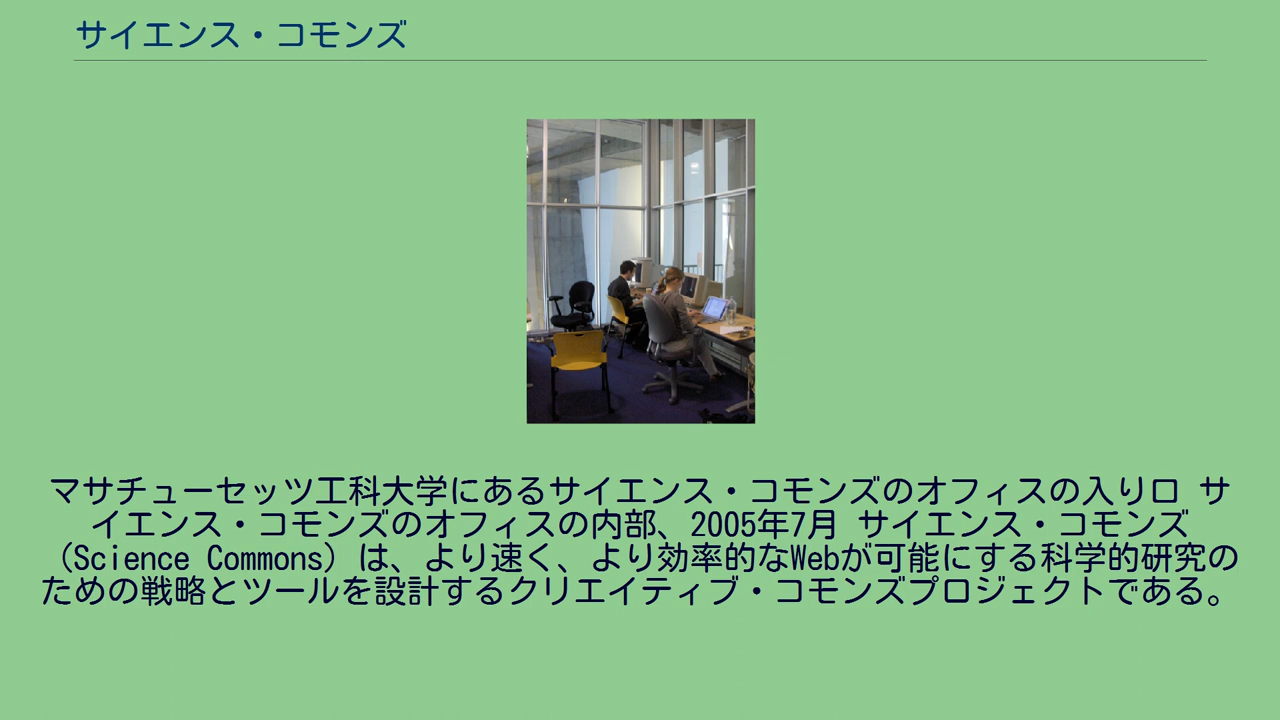 サイエンス・コモンズ
マサチューセッツ工科大学にあるサイエンス・コモンズのオフィスの入り口 サ
イエンス・コモンズのオフィスの内部、2005年7月 サイエンス・コモンズ
（Science Commons）は、より速く、より効率的なWebが可能にする科学的研究の
ための戦略とツールを設計するクリエイティブ・コモンズプロジェクトである。